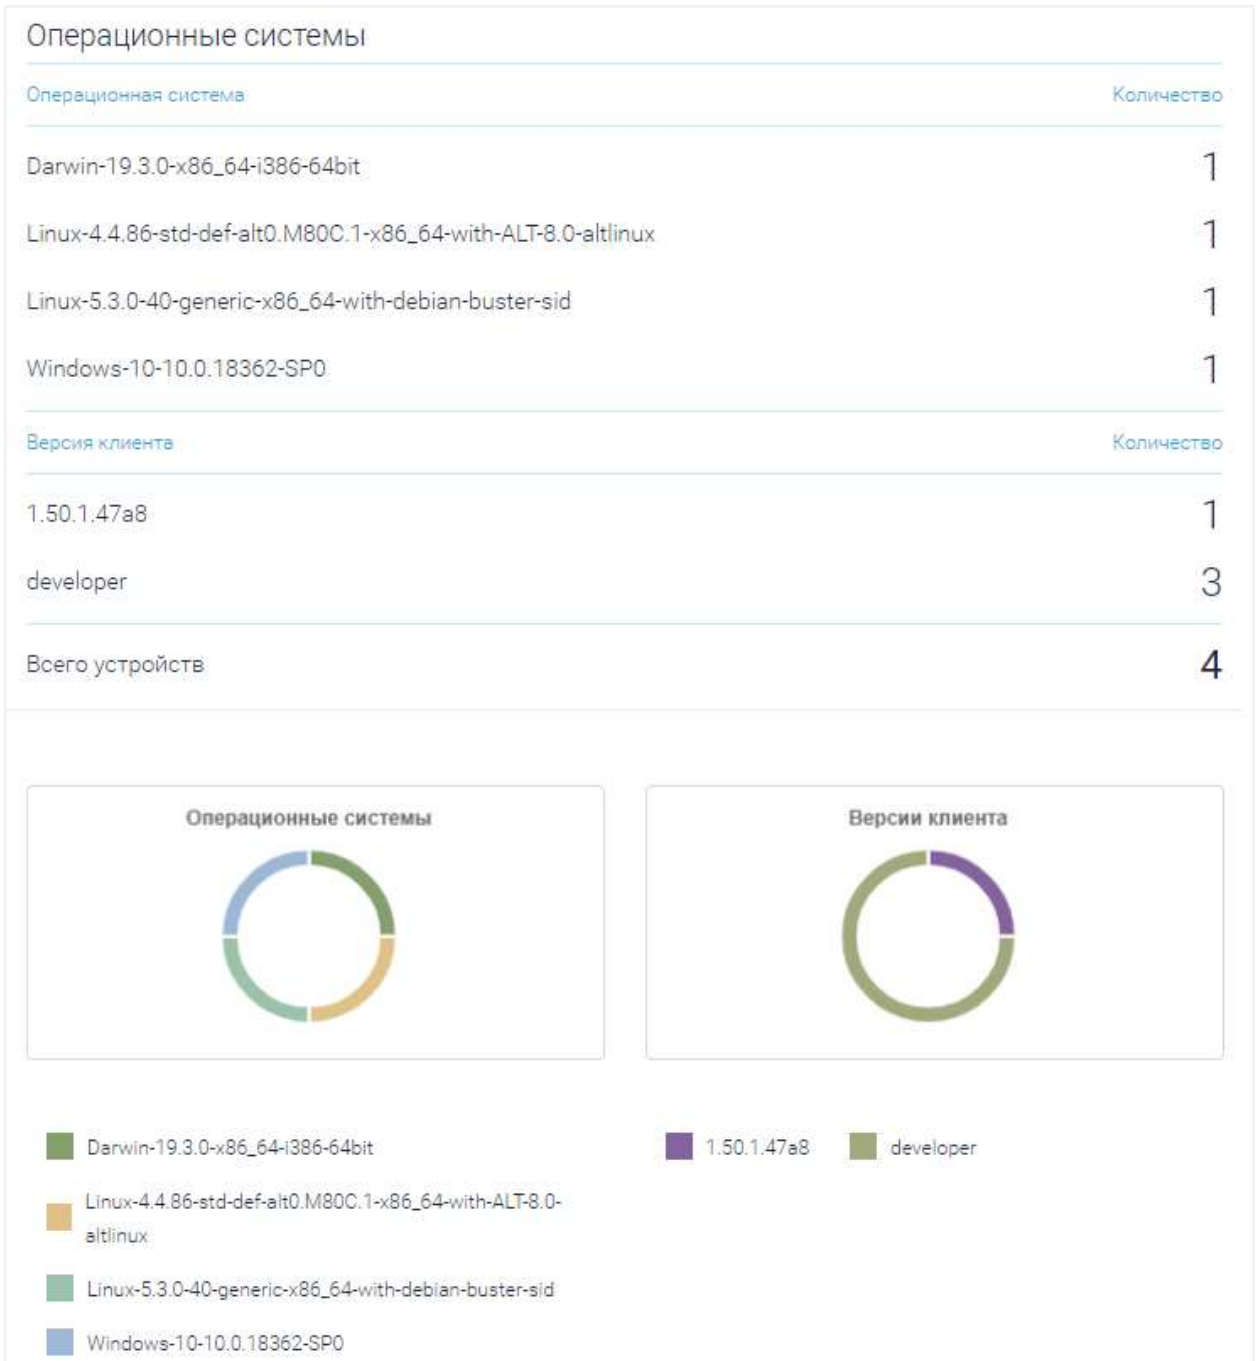 Операционные системы
Операционная система Количество
Darwin-19.3.0-x86_64-i386-64bit 1
Linux-4.4.86-std-def-alt0.M80C.1-x86_64-with-ALT-8.0-altlinux 1
Linux-5.3.0-40-generic-x86_64-with-debian-buster-sid 1
Windows-10-10.0.18362-SP0 1
Версия клиента Количество
1.50.1.47a8 1
developer 3
Всего устройств 4
Операционные системы
Версии клиента
Darwin-19.3.0-x86_64-i386-64bit
Linux-4.4.86-std-def-alt0.M80C.1-x86_64-with-ALT-8.0-
altlinux
Linux-5.3.0-40-generic-x86_64-with-debian-buster-sid
Windows-10-10.0.18362-SP0
1.50.1.47a8 developer